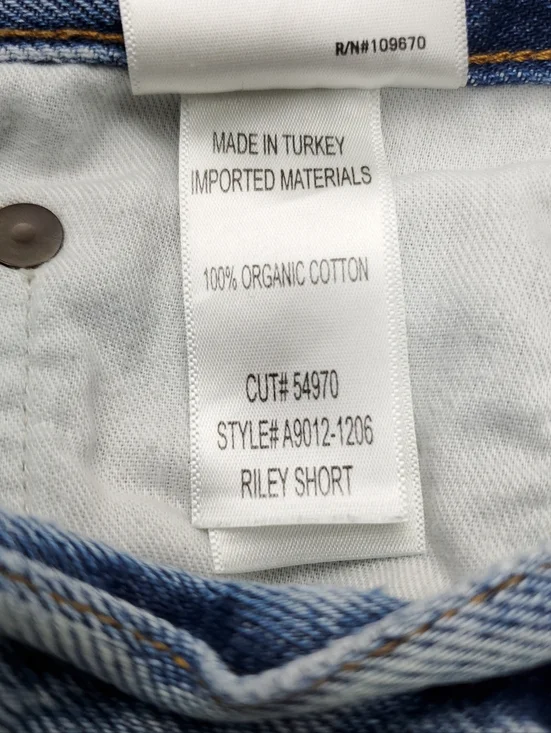 R/N#109670
MADE IN TURKEY
IMPORTED MATERIALS
100% ORGANIC COTTON
CUT# 54970
STYLE# A9012-1206
RILEY SHORT